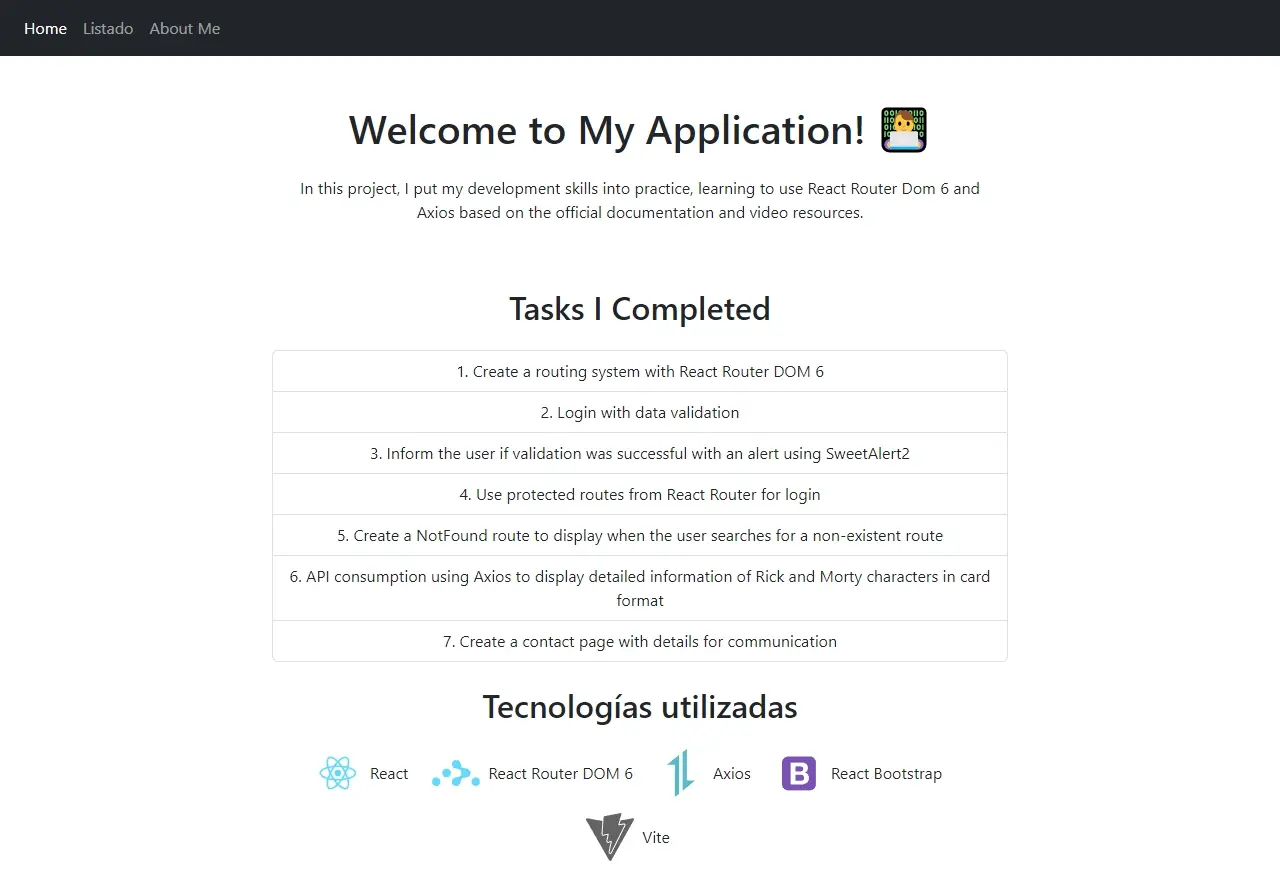 Home Listado About Me
Welcome to My Application!
In this project, I put my development skills into practice, learning to use React Router Dom 6 and
Axios based on the official documentation and video resources.
Tasks I Completed
1. Create a routing system with React Router DOM 6
2. Login with data validation
3. Inform the user if validation was successful with an alert using SweetAlert2
4. Use protected routes from React Router for login
5. Create a NotFound route to display when the user searches for a non-existent route
6. API consumption using Axios to display detailed information of Rick and Morty characters in card
format
7. Create a contact page with details for communication
Tecnologías utilizadas
React React Router DOM 6 Axios B React Bootstrap
Vite